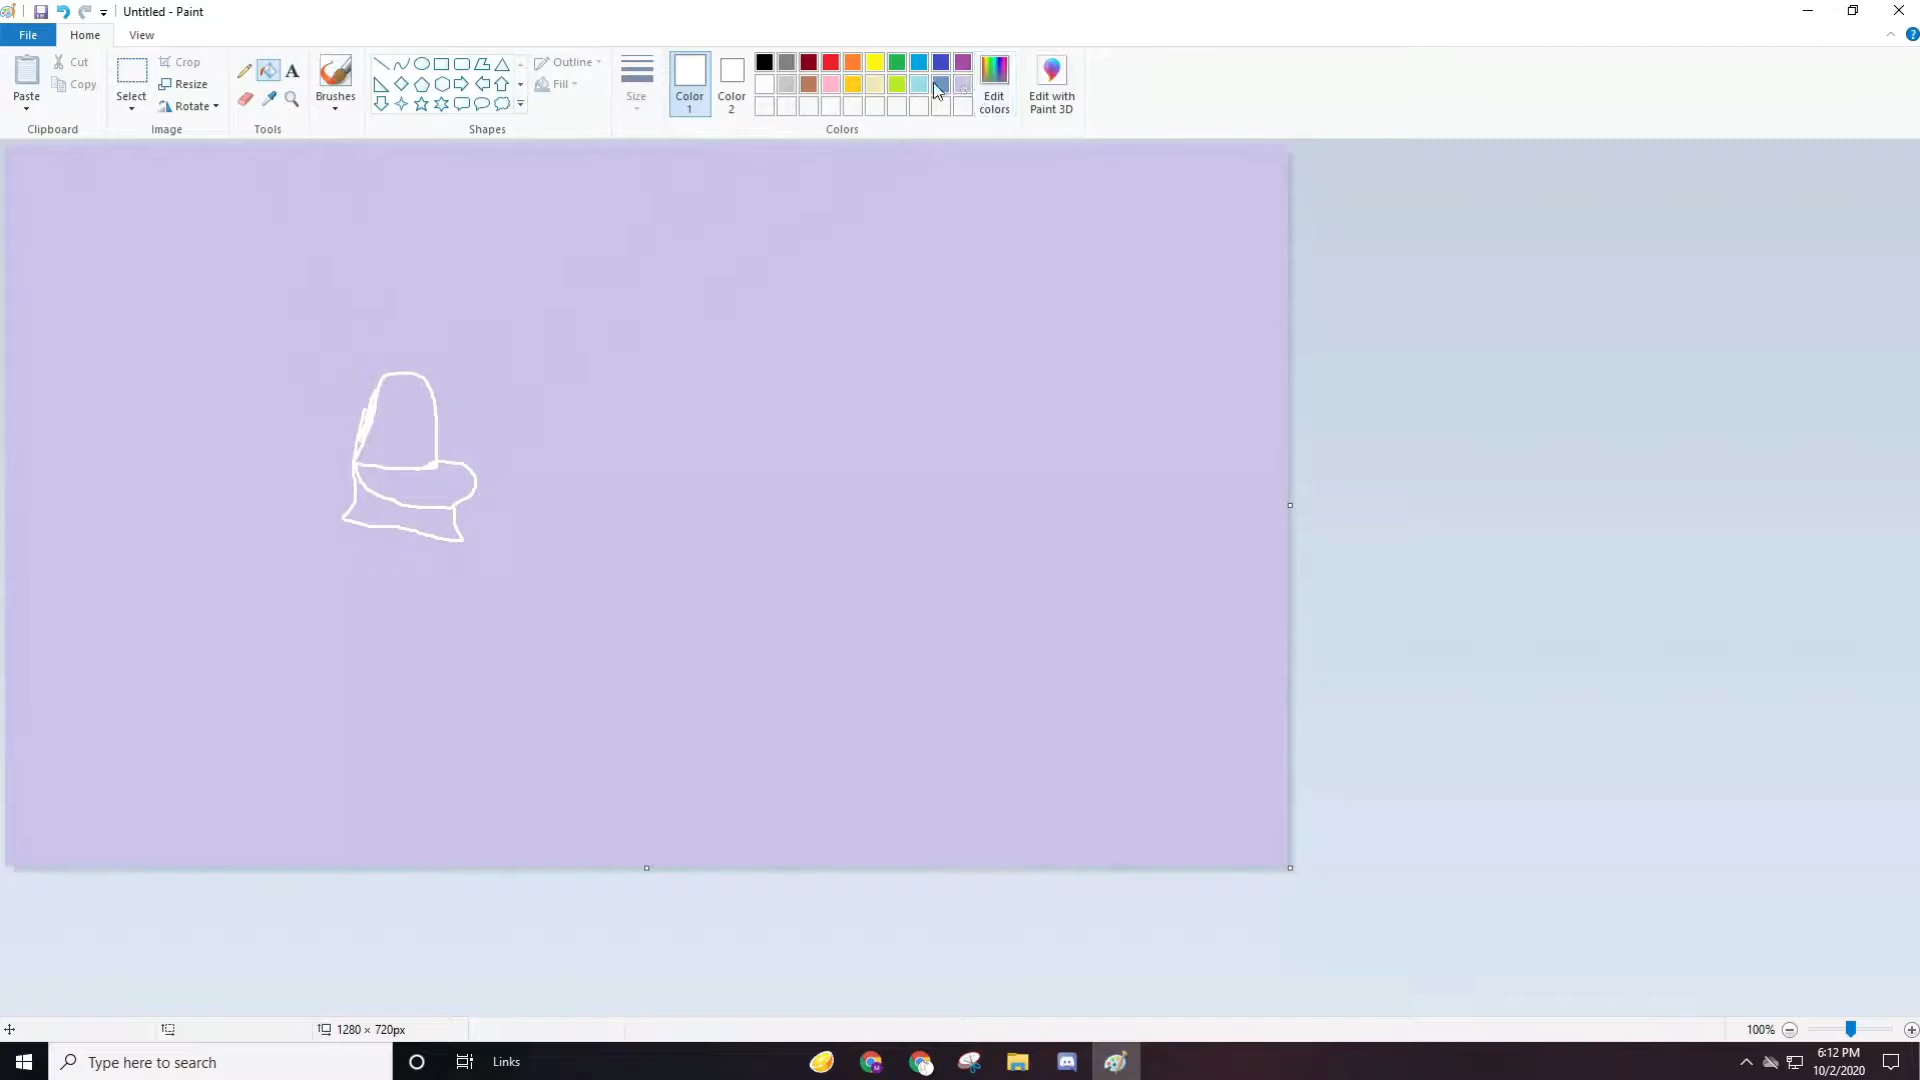 Untitled - Paint
File Home View
Paste
Cut
Copy
Clipboard
Select
Crop
Resize
Rotate
Image
A
Tools
Brushes
Shapes
Outline
Fill
Size
Color 1
Color 2
Colors
Edit colors
Edit with Paint 3D
1280 × 720px
100%
Type here to search
Links
6:12 PM
10/2/2020